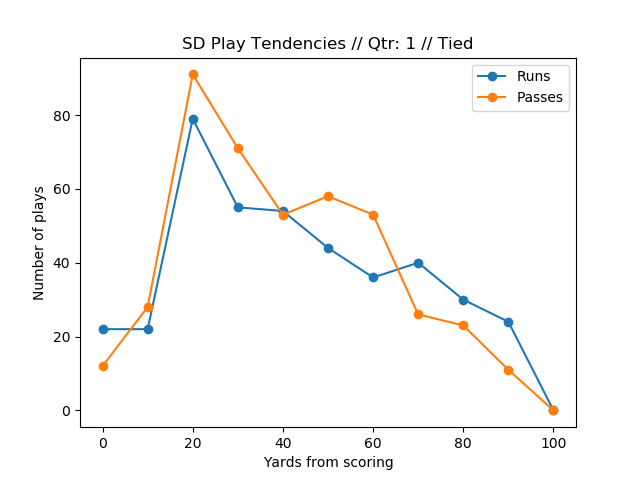 SD Play Tendencies // Qtr: 1 // Tied
Runs
Passes
Number of plays
80
60
40
20
0
0 20 40 60 80 100
Yards from scoring